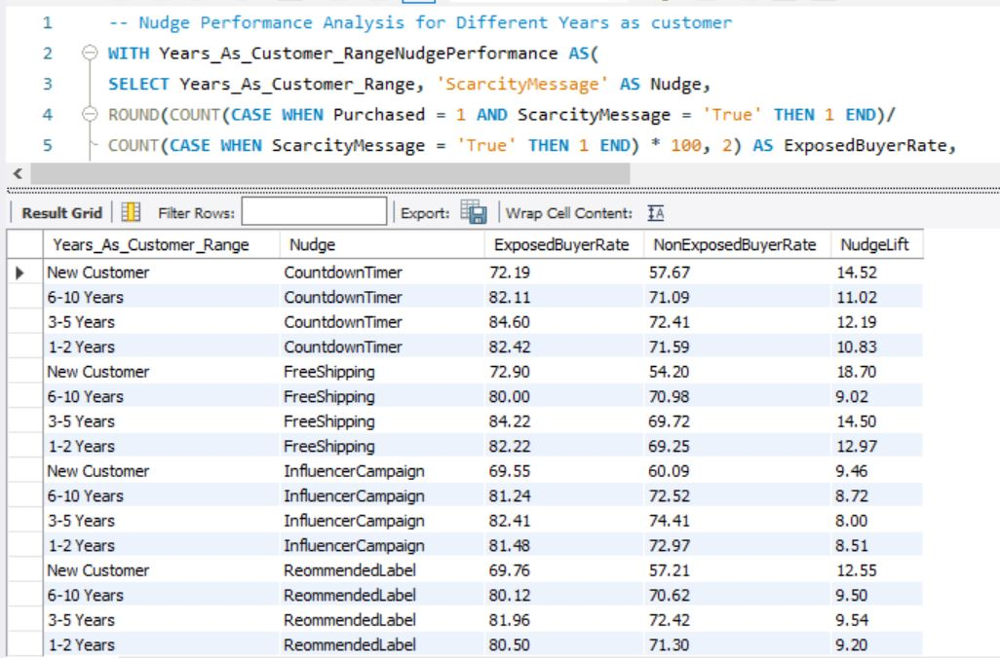 1 -- Nudge Performance Analysis for Different Years as customer
2 WITH Years_As_Customer_RangeNudgePerformance AS(
3 SELECT Years_As_Customer_Range, 'ScarcityMessage' AS Nudge,
4 ROUND(COUNT(CASE WHEN Purchased = 1 AND ScarcityMessage = 'True' THEN 1 END)/
5 COUNT(CASE WHEN ScarcityMessage = 'True' THEN 1 END) * 100, 2) AS ExposedBuyerRate,
Result Grid Filter Rows: Export: Wrap Cell Content:
Years_As_Customer_Range Nudge ExposedBuyerRate NonExposedBuyerRate NudgeLift
New Customer CountdownTimer 72.19 57.67 14.52
6-10 Years CountdownTimer 82.11 71.09 11.02
3-5 Years CountdownTimer 84.60 72.41 12.19
1-2 Years CountdownTimer 82.42 71.59 10.83
New Customer FreeShipping 72.90 54.20 18.70
6-10 Years FreeShipping 80.00 70.98 9.02
3-5 Years FreeShipping 84.22 69.72 14.50
1-2 Years FreeShipping 82.22 69.25 12.97
New Customer InfluencerCampaign 69.55 60.09 9.46
6-10 Years InfluencerCampaign 81.24 72.52 8.72
3-5 Years InfluencerCampaign 82.41 74.41 8.00
1-2 Years InfluencerCampaign 81.48 72.97 8.51
New Customer ReommendedLabel 69.76 57.21 12.55
6-10 Years ReommendedLabel 80.12 70.62 9.50
3-5 Years ReommendedLabel 81.96 72.42 9.54
1-2 Years ReommendedLabel 80.50 71.30 9.20